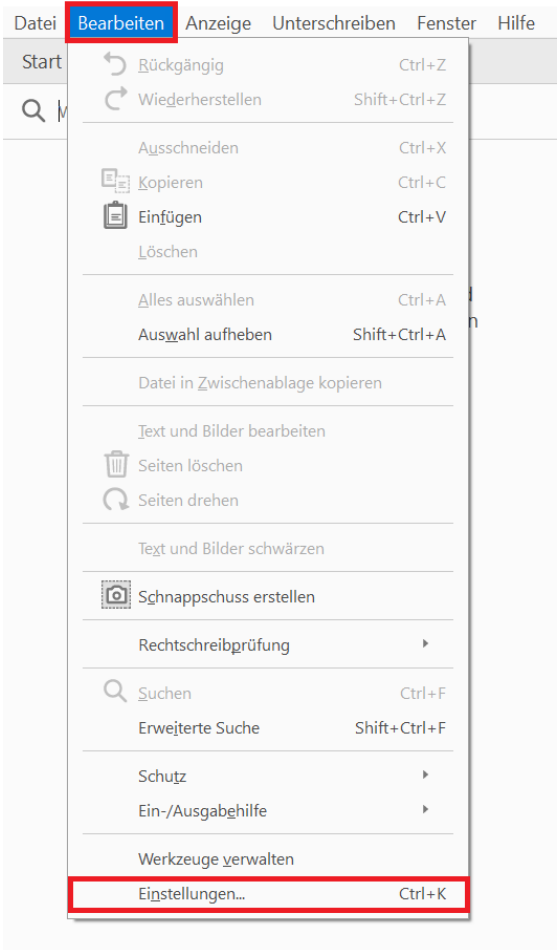 Datei Bearbeiten Anzeige Unterschreiben Fenster Hilfe
Start
Rückgängig Ctrl+Z
Wiederherstellen Shift+Ctrl+Z
Ausschneiden Ctrl+X
Kopieren Ctrl+C
Einfügen Ctrl+V
Löschen
Alles auswählen Ctrl+A
Auswahl aufheben Shift+Ctrl+A
Datei in Zwischenablage kopieren
Text und Bilder bearbeiten
Seiten löschen
Seiten drehen
Text und Bilder schwärzen
Schnappschuss erstellen
Rechtschreibprüfung
Suchen Ctrl+F
Erweiterte Suche Shift+Ctrl+F
Schutz
Ein-/Ausgabehilfe
Werkzeuge verwalten
Einstellungen... Ctrl+K